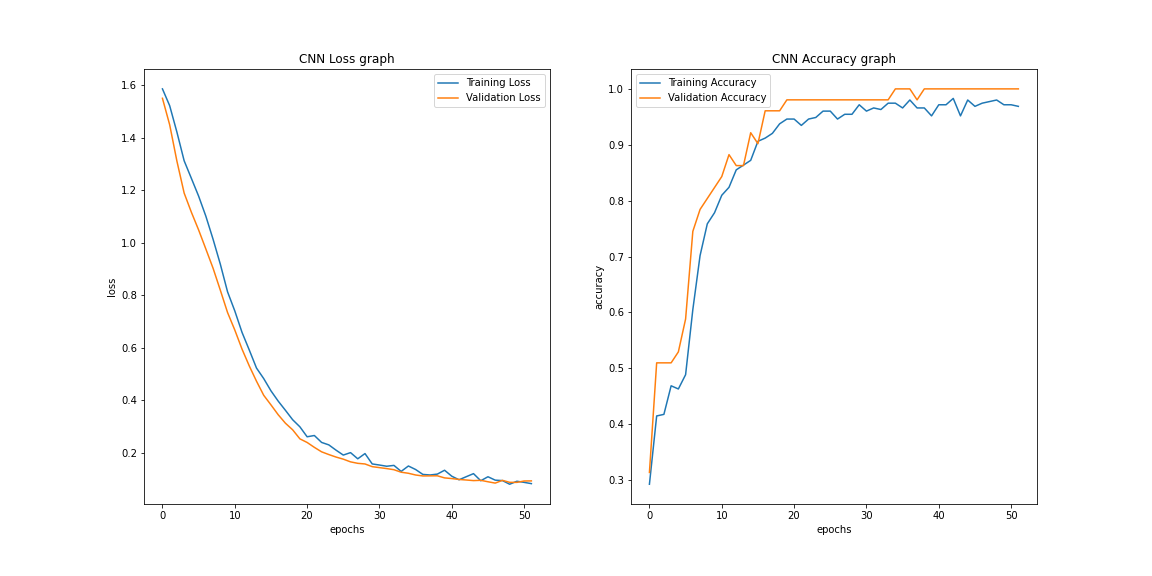 CNN Loss graph
Training Loss
Validation Loss
1.6
1.4
1.2
1.0
0.8
0.6
0.4
0.2
loss
0 10 20 30 40 50
epochs
CNN Accuracy graph
Training Accuracy
Validation Accuracy
1.0
0.9
0.8
0.7
0.6
0.5
0.4
0.3
accuracy
0 10 20 30 40 50
epochs